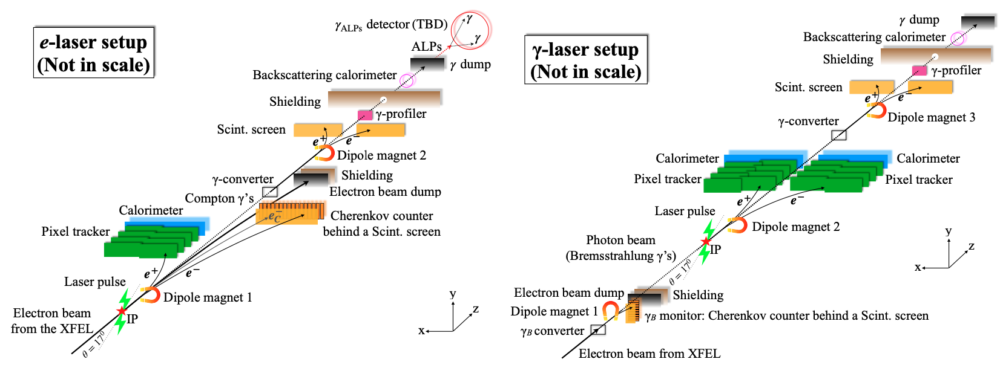 e-laser setup
(Not in scale)
γALPs detector (TBD)
γ
γ
ALPs
γ dump
Backscattering calorimeter
Shielding
γ-profiler
Scint. screen
e+
e−
Dipole magnet 2
γ-converter
Shielding
Electron beam dump
Compton γ's
e−C
Calorimeter
Cherenkov counter
behind a Scint. screen
Pixel tracker
e+
e−
Laser pulse
Dipole magnet 1
Electron beam
from the XFEL
IP
θ = 17⁰
y
z
x
γ-laser setup
(Not in scale)
γ dump
Backscattering calorimeter
Shielding
γ-profiler
Scint. screen
e+
e−
Dipole magnet 3
γ-converter
Calorimeter
Calorimeter
Pixel tracker
Pixel tracker
e+
e−
Laser pulse
Dipole magnet 2
Photon beam
(Bremsstrahlung γ's)
IP
θ = 17⁰
Electron beam dump
Shielding
Dipole magnet 1
γB monitor: Cherenkov counter behind a Scint. screen
γB converter
Electron beam from XFEL
y
z
x